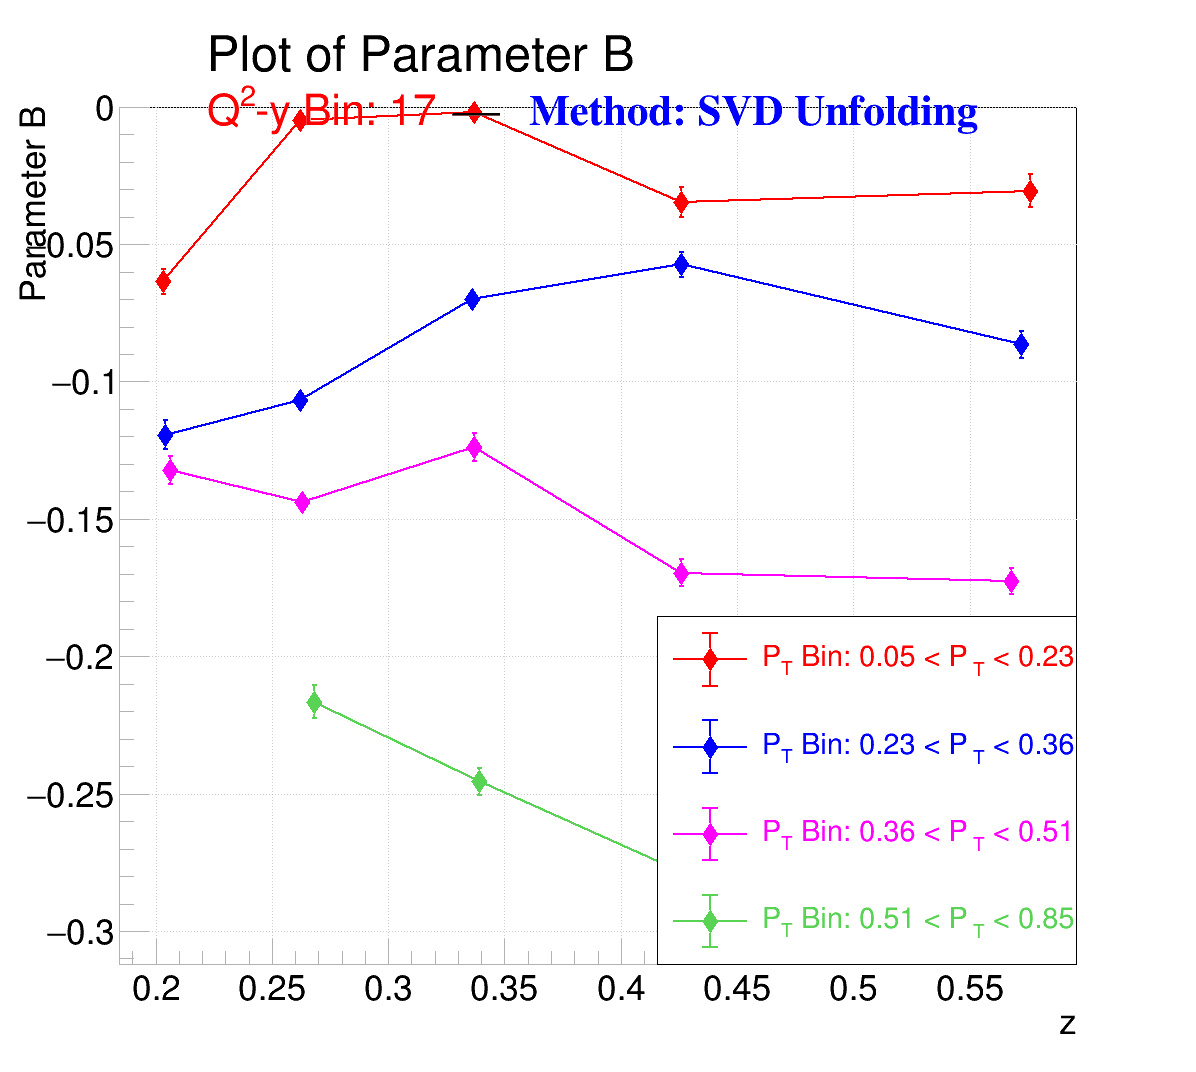 Plot of Parameter B
Q²-y Bin: 17 — Method: SVD Unfolding
Parameter B
0
−0.05
−0.1
−0.15
−0.2
−0.25
−0.3
P_T Bin: 0.05 < P_T < 0.23
P_T Bin: 0.23 < P_T < 0.36
P_T Bin: 0.36 < P_T < 0.51
P_T Bin: 0.51 < P_T < 0.85
0.2 0.25 0.3 0.35 0.4 0.45 0.5 0.55
z